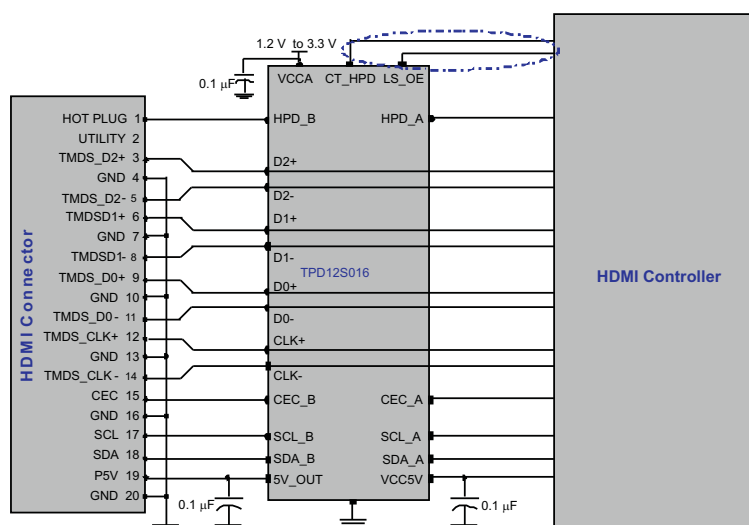 1.2 V to 3.3 V
0.1 μF
VCCA CT_HPD LS_OE
HOT PLUG 1
UTILITY 2
TMDS_D2+ 3
GND 4
TMDS_D2- 5
TMDSD1+ 6
GND 7
TMDSD1- 8
TMDS_D0+ 9
GND 10
TMDS_D0- 11
TMDS_CLK+ 12
GND 13
TMDS_CLK- 14
CEC 15
GND 16
SCL 17
SDA 18
P5V 19
GND 20
HDMI Connector
HPD_B HPD_A
D2+
D2-
D1+
D1-
TPD12S016
D0+
D0-
CLK+
CLK-
CEC_B CEC_A
SCL_B SCL_A
SDA_B SDA_A
5V_OUT VCC5V
0.1 μF
0.1 μF
HDMI Controller